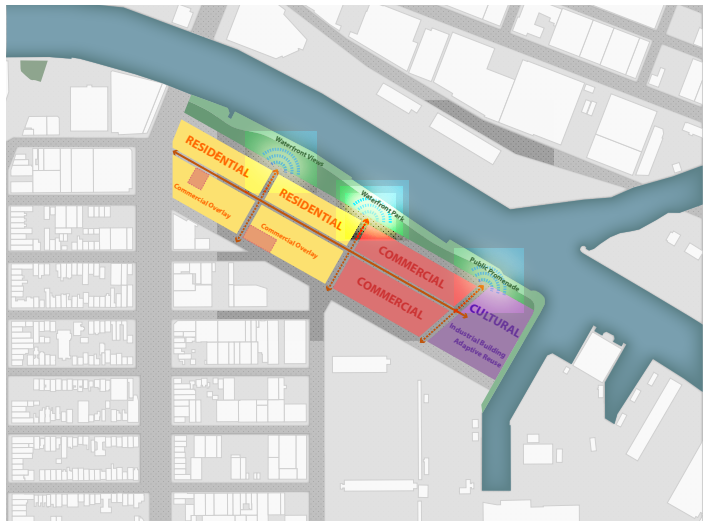 Waterfront Views
RESIDENTIAL
Commercial Overlay
RESIDENTIAL
Commercial Overlay
Waterfront Park
COMMERCIAL
COMMERCIAL
Public Promenade
CULTURAL
Industrial Building
Adaptive Reuse